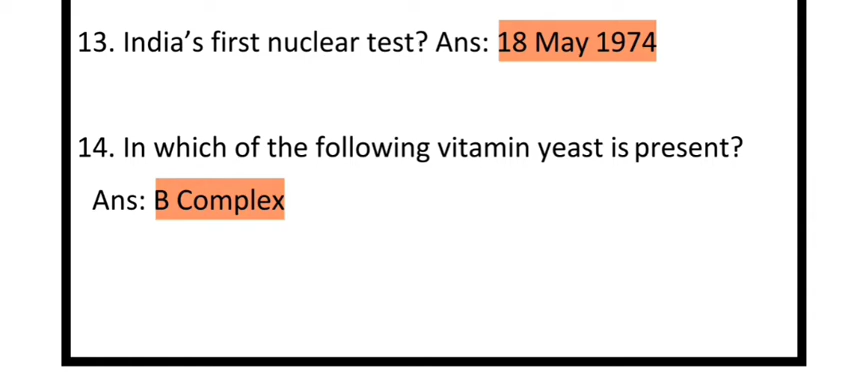 13. India’s first nuclear test? Ans: 18 May 1974
14. In which of the following vitamin yeast is present?
Ans: B Complex